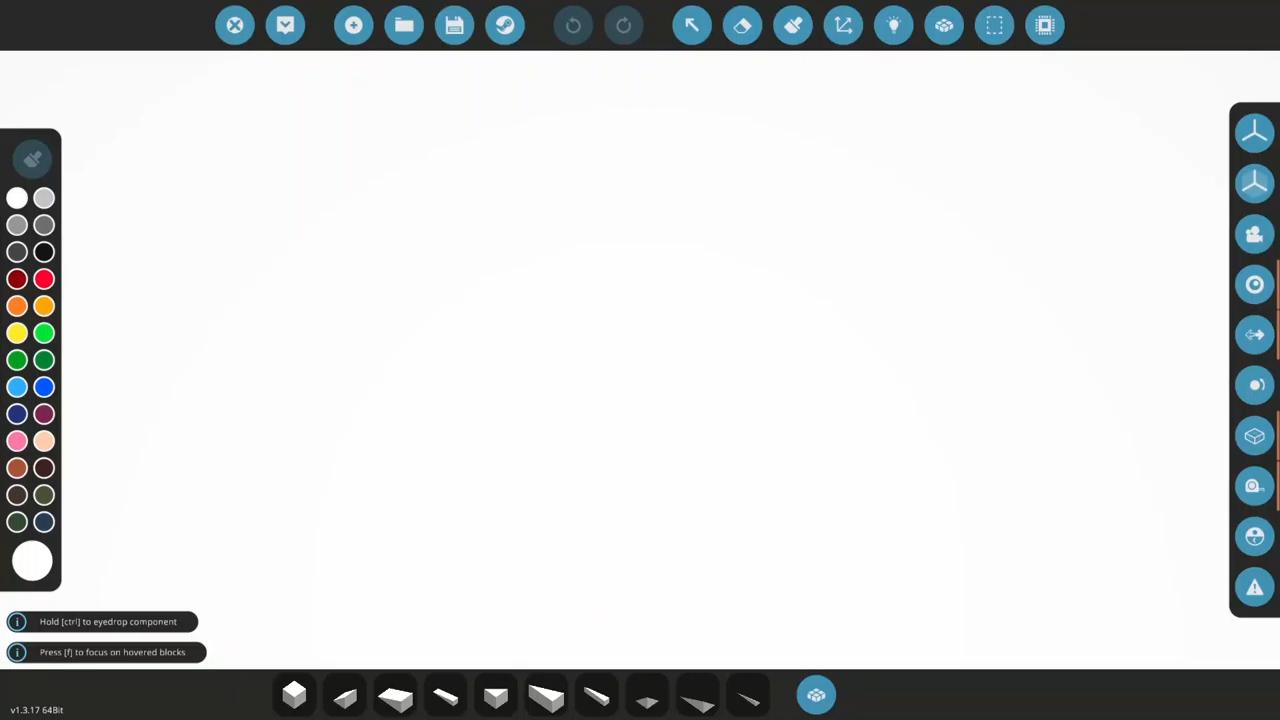 Hold [ctrl] to eyedrop component
Press [f] to focus on hovered blocks
v1.3.17 64Bit